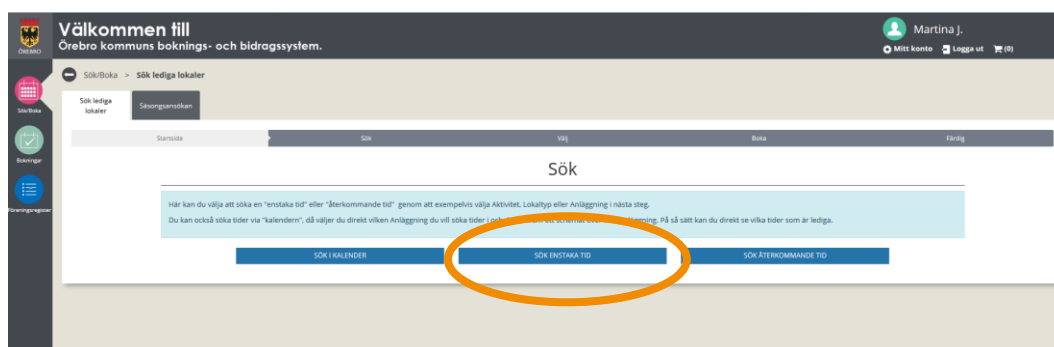 Välkommen till
Örebro kommuns boknings- och bidragssystem.
Martina J.
Mitt konto Logga ut (0)
ÖREBRO
Sök/Boka > Sök lediga lokaler
Sök lediga lokaler
Säsongsansökan
Sök/Boka
Bokningar
Föreningsregister
Startsida Sök Välj Boka Färdig
Sök
Här kan du välja att söka en "enstaka tid" eller "återkommande tid" genom att exempelvis välja Aktivitet, Lokaltyp eller Anläggning i nästa steg.
Du kan också söka tider via "kalendern", då väljer du direkt vilken Anläggning du vill söka tider i På så sätt kan du direkt se vilka tider som är lediga.
SÖK I KALENDER SÖK ENSTAKA TID SÖK ÅTERKOMMANDE TID